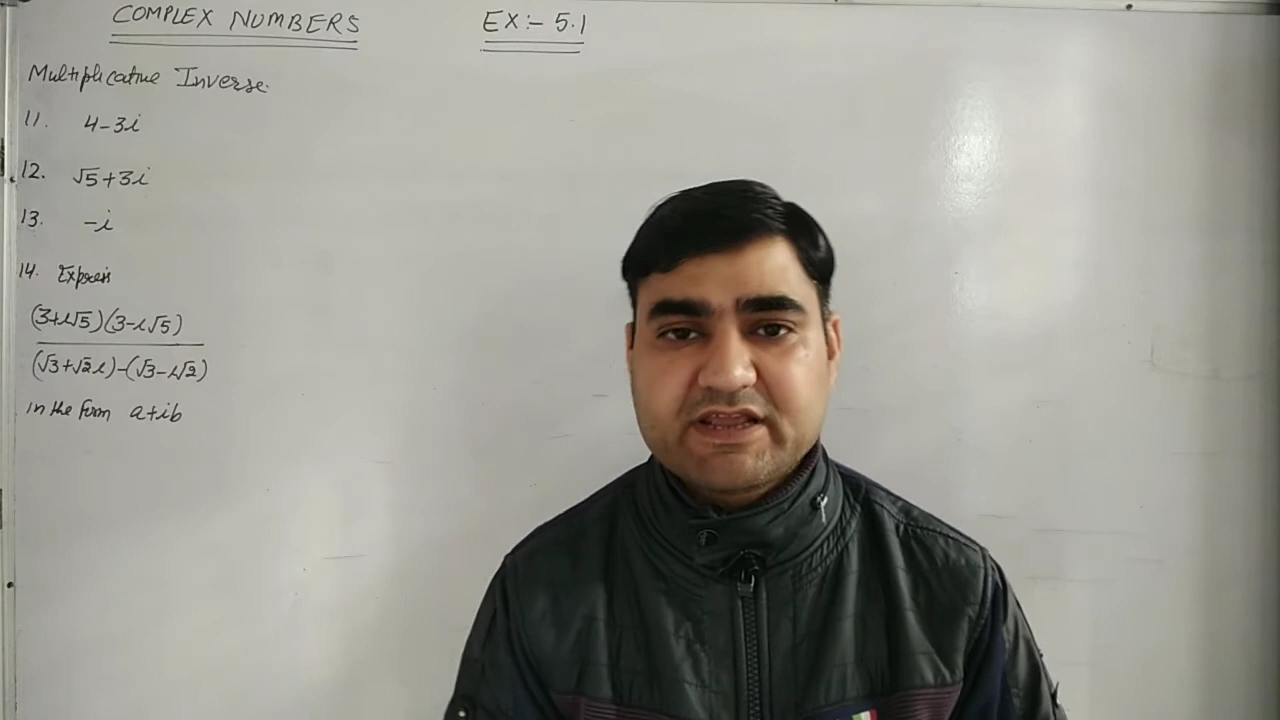 COMPLEX NUMBERS EX:- 5.1
Multiplicative Inverse.
11. 4-3i
12. √5+3i
13. -i
14. Express
(3+i√5)(3-i√5)
(√3+√2i)-(√3-i√2)
in the form a+ib